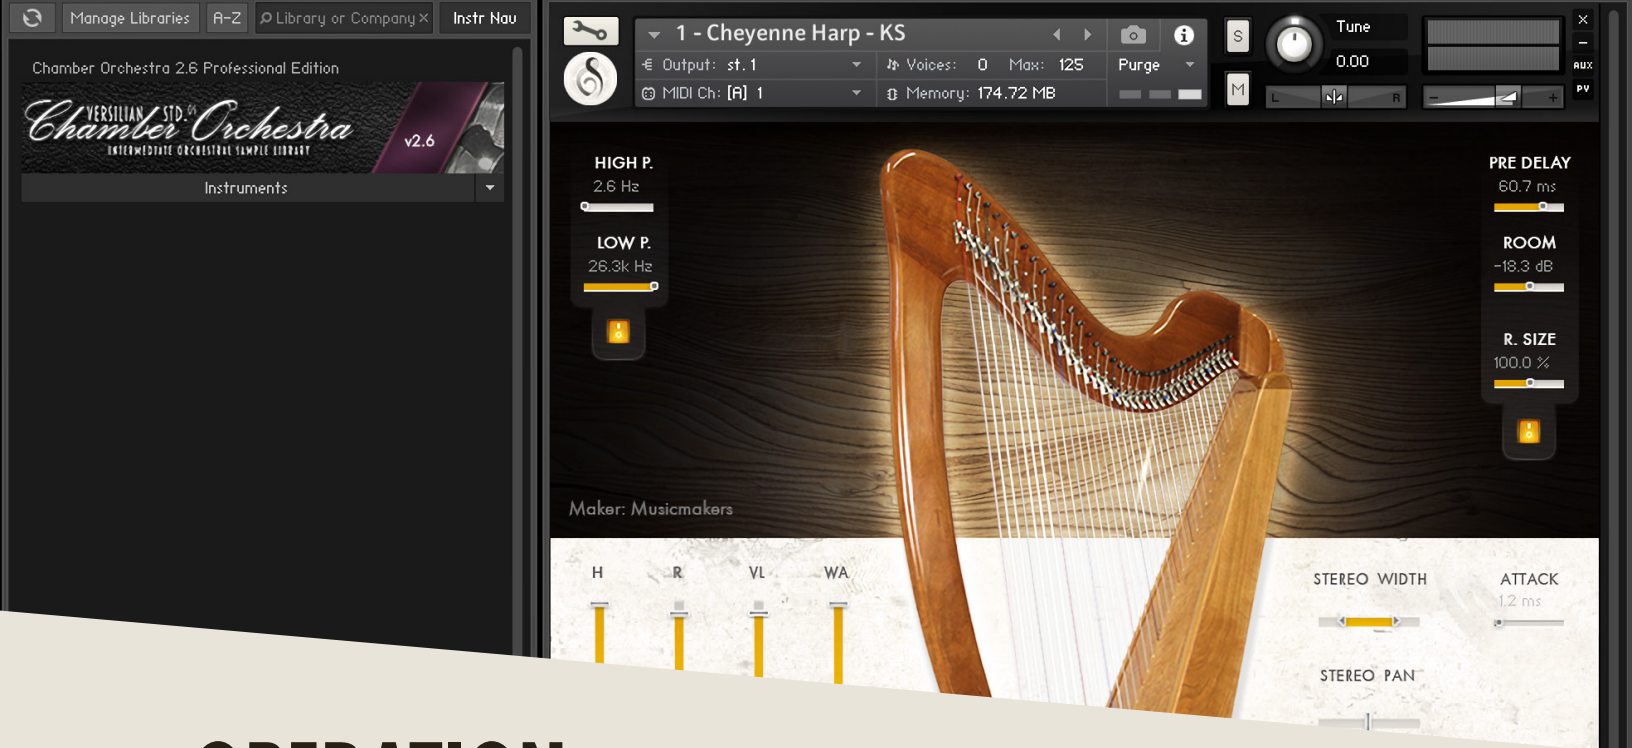 Manage Libraries A-Z Library or Company × Instr Nav
Chamber Orchestra 2.6 Professional Edition
VERSILIAN STD.
Chamber Orchestra
INTERMEDIATE ORCHESTRAL SAMPLE LIBRARY
v2.6
Instruments
1 - Cheyenne Harp - KS
Output: st. 1 Voices: 0 Max: 125 Purge
MIDI Ch: [A] 1 Memory: 174.72 MB
S
M
Tune
0.00
L R
- +
×
-
AUX
PV
HIGH P.
2.6 Hz
LOW P.
26.3k Hz
PRE DELAY
60.7 ms
ROOM
-18.3 dB
R. SIZE
100.0 %
Maker: Musicmakers
H R VL WA
STEREO WIDTH
ATTACK
1.2 ms
STEREO PAN
OPERATION